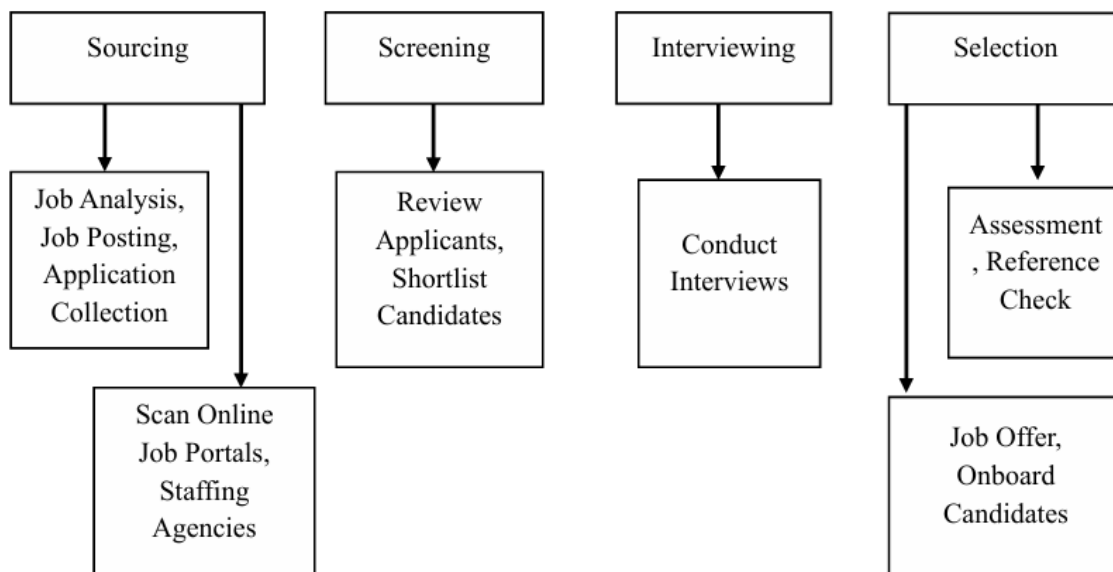 Sourcing
Screening
Interviewing
Selection
Job Analysis,
Job Posting,
Application
Collection
Review
Applicants,
Shortlist
Candidates
Conduct
Interviews
Assessment
, Reference
Check
Scan Online
Job Portals,
Staffing
Agencies
Job Offer,
Onboard
Candidates